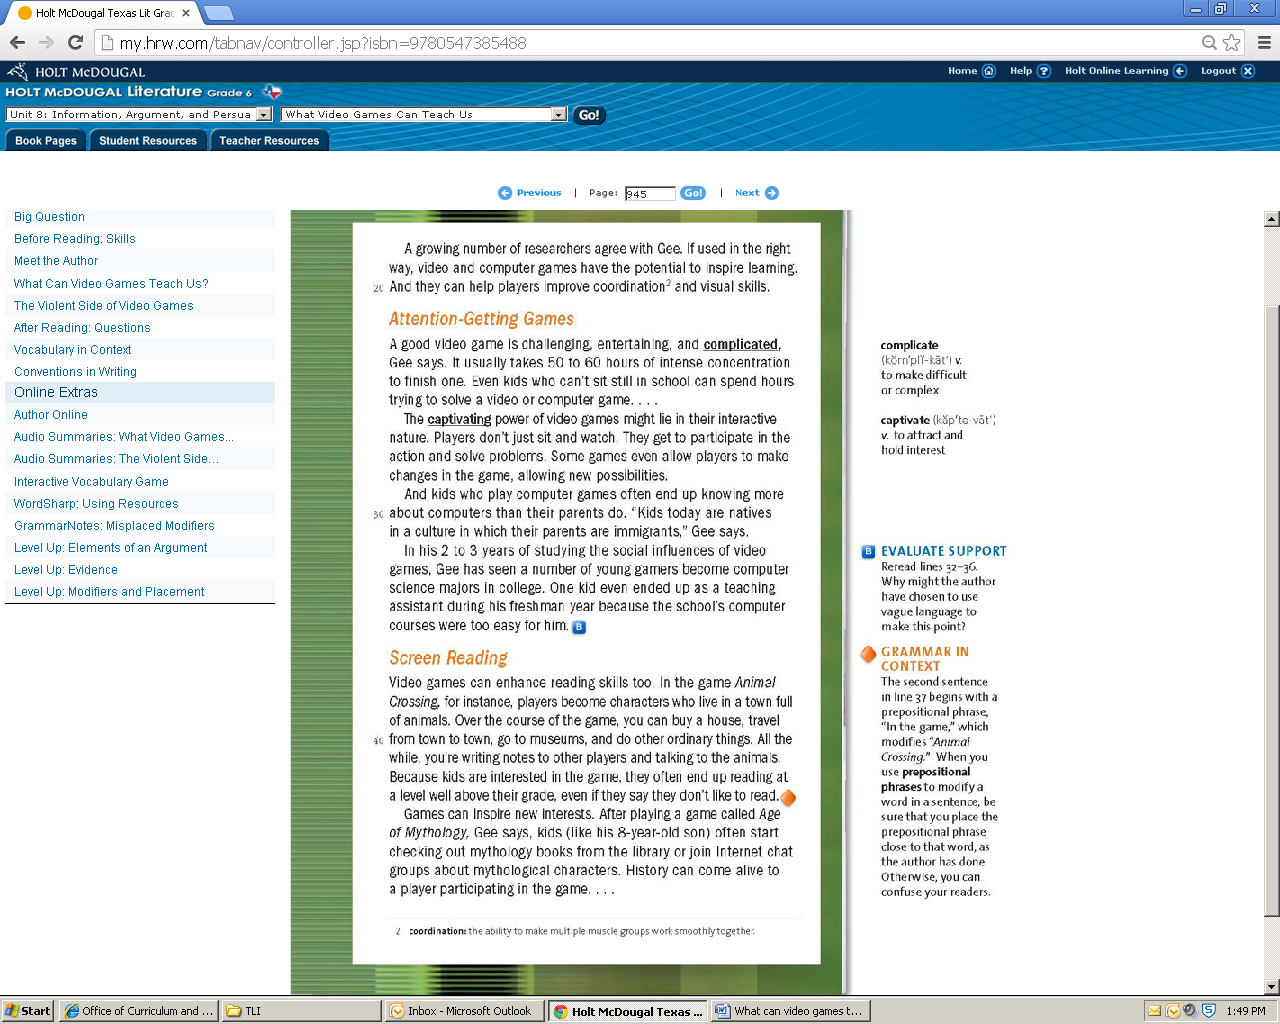 Holt McDougal Texas Lit Grad
my.hrw.com/tabnav/controller.jsp?isbn=9780547385488
HOLT MCDOUGAL
Home
Help
Holt Online Learning
Logout
HOLT MCDOUGAL Literature Grade 6
Unit 8: Information, Argument, and Persua
What Video Games Can Teach Us
Go!
Book Pages
Student Resources
Teacher Resources
Previous | Page: 945 Go! | Next
Big Question
Before Reading: Skills
Meet the Author
What Can Video Games Teach Us?
The Violent Side of Video Games
After Reading: Questions
Vocabulary in Context
Conventions in Writing
Online Extras
Author Online
Audio Summaries: What Video Games...
Audio Summaries: The Violent Side...
Interactive Vocabulary Game
WordSharp: Using Resources
GrammarNotes: Misplaced Modifiers
Level Up: Elements of an Argument
Level Up: Evidence
Level Up: Modifiers and Placement
A growing number of researchers agree with Gee. If used in the right
way, video and computer games have the potential to inspire learning.
20 And they can help players improve coordination2 and visual skills.
Attention-Getting Games
A good video game is challenging, entertaining, and complicated,
Gee says. It usually takes 50 to 60 hours of intense concentration
to finish one. Even kids who can't sit still in school can spend hours
trying to solve a video or computer game. . . .
The captivating power of video games might lie in their interactive
nature. Players don't just sit and watch. They get to participate in the
action and solve problems. Some games even allow players to make
changes in the game, allowing new possibilities.
And kids who play computer games often end up knowing more
30 about computers than their parents do. "Kids today are natives
in a culture in which their parents are immigrants," Gee says.
In his 2 to 3 years of studying the social influences of video
games, Gee has seen a number of young gamers become computer
science majors in college. One kid even ended up as a teaching
assistant during his freshman year because the school's computer
courses were too easy for him. B
Screen Reading
Video games can enhance reading skills too. In the game Animal
Crossing, for instance, players become characters who live in a town full
of animals. Over the course of the game, you can buy a house, travel
40 from town to town, go to museums, and do other ordinary things. All the
while, you're writing notes to other players and talking to the animals.
Because kids are interested in the game, they often end up reading at
a level well above their grade, even if they say they don't like to read.
Games can inspire new interests. After playing a game called Age
of Mythology, Gee says, kids (like his 8-year-old son) often start
checking out mythology books from the library or join Internet chat
groups about mythological characters. History can come alive to
a player participating in the game. . . .
2 coordination: the ability to make multiple muscle groups work smoothly together.
complicate
(kŏm'plĭ-kāt') v.
to make difficult
or complex
captivate (kăp'tə-vāt')
v. to attract and
hold interest
B EVALUATE SUPPORT
Reread lines 32–36.
Why might the author
have chosen to use
vague language to
make this point?
GRAMMAR IN
CONTEXT
The second sentence
in line 37 begins with a
prepositional phrase,
"In the game," which
modifies "Animal
Crossing." When you
use prepositional
phrases to modify a
word in a sentence, be
sure that you place the
prepositional phrase
close to that word, as
the author has done.
Otherwise, you can
confuse your readers.
Start
Office of Curriculum and ...
TLI
Inbox - Microsoft Outlook
Holt McDougal Texas ...
What can video games t...
1:49 PM